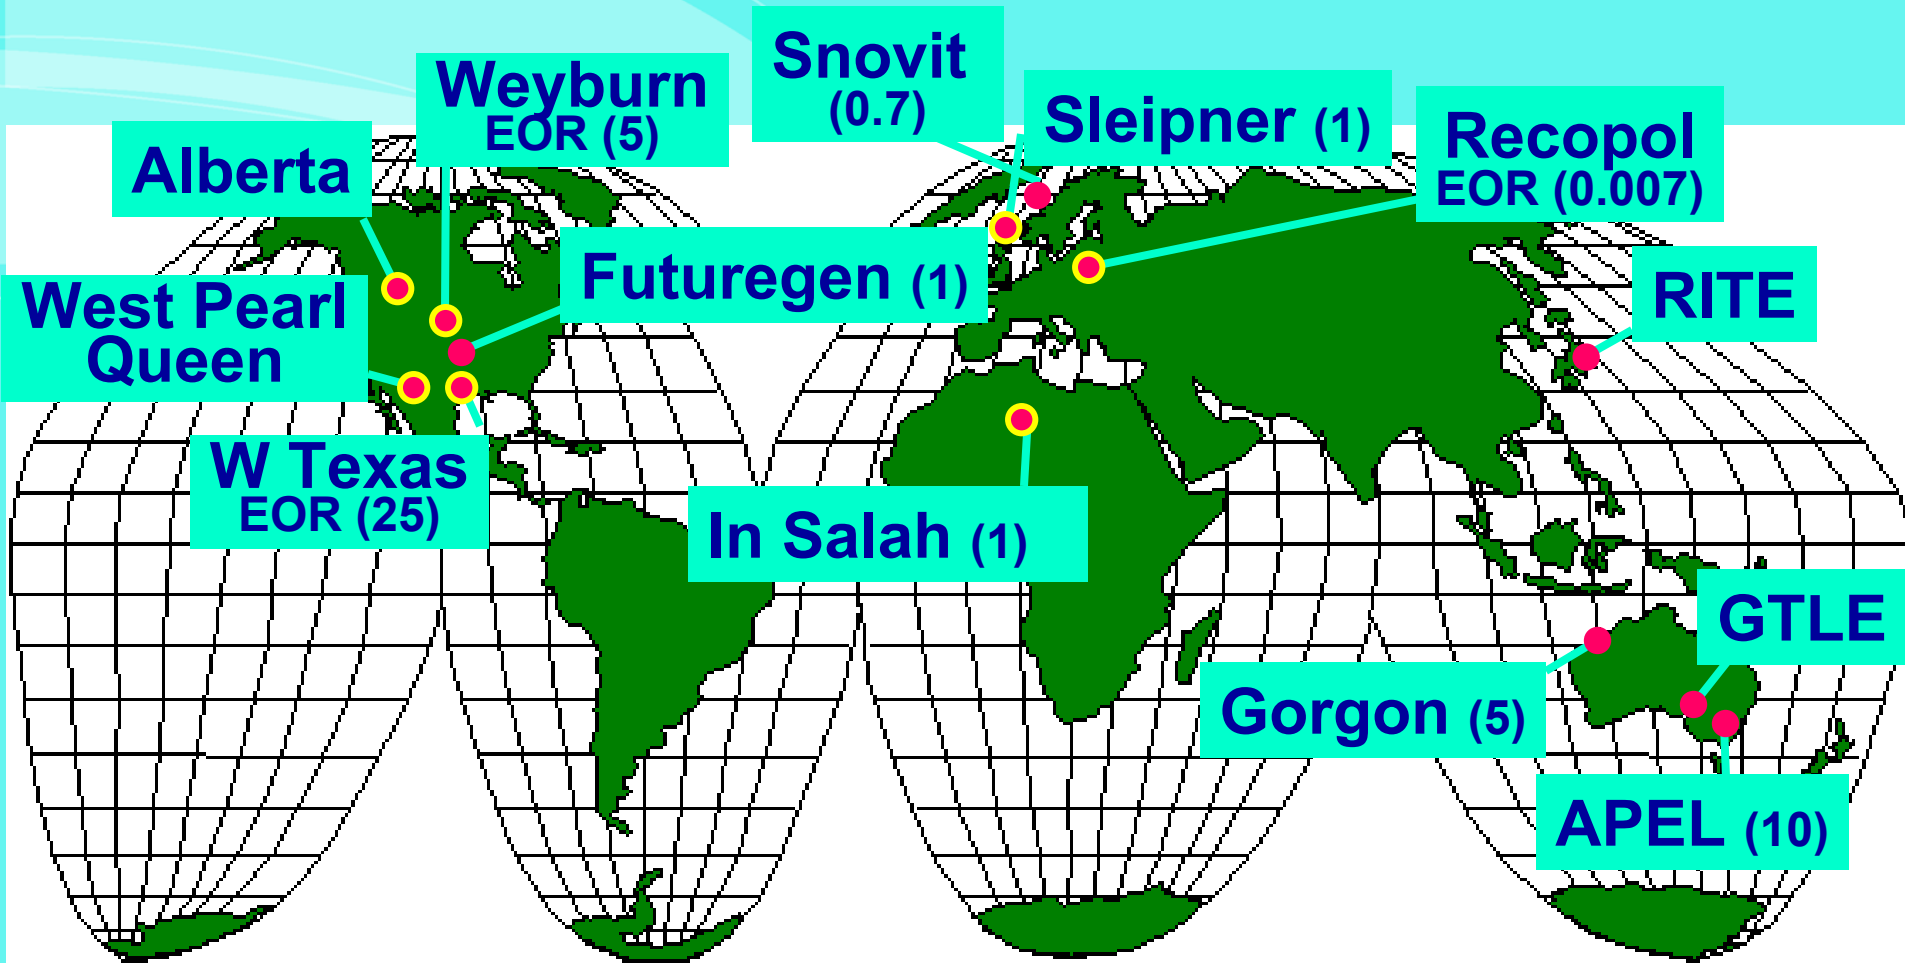 Snovit
(0.7)
Weyburn
EOR (5)
Sleipner (1)
Recopol
EOR (0.007)
Alberta
Futuregen (1)
RITE
West Pearl
Queen
W Texas
EOR (25)
In Salah (1)
GTLE
Gorgon (5)
APEL (10)